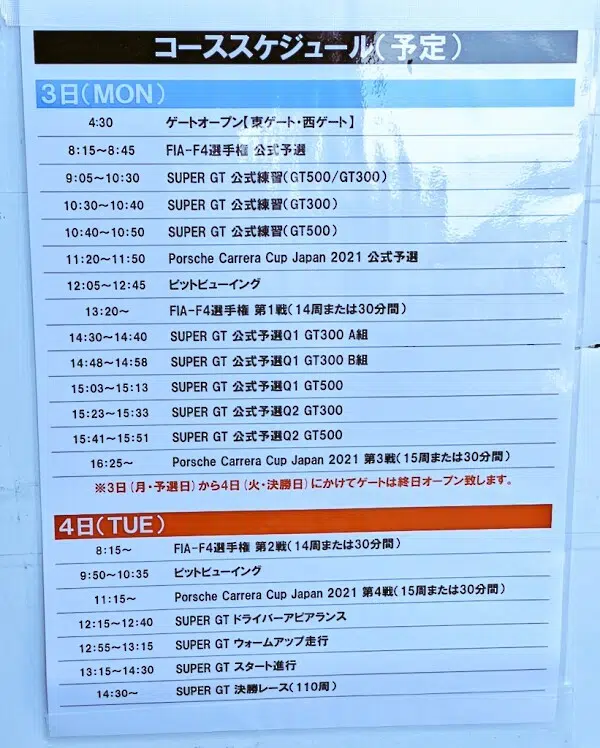 コーススケジュール(予定)
3日(MON)
4:30 ゲートオープン【東ゲート・西ゲート】
8:15～8:45 FIA-F4選手権 公式予選
9:05～10:30 SUPER GT 公式練習(GT500/GT300)
10:30～10:40 SUPER GT 公式練習(GT300)
10:40～10:50 SUPER GT 公式練習(GT500)
11:20～11:50 Porsche Carrera Cup Japan 2021 公式予選
12:05～12:45 ピットビューイング
13:20～ FIA-F4選手権 第1戦(14周または30分間)
14:30～14:40 SUPER GT 公式予選Q1 GT300 A組
14:48～14:58 SUPER GT 公式予選Q1 GT300 B組
15:03～15:13 SUPER GT 公式予選Q1 GT500
15:23～15:33 SUPER GT 公式予選Q2 GT300
15:41～15:51 SUPER GT 公式予選Q2 GT500
16:25～ Porsche Carrera Cup Japan 2021 第3戦(15周または30分間)
※3日(月・予選日)から4日(火・決勝日)にかけてゲートは終日オープン致します。
4日(TUE)
8:15～ FIA-F4選手権 第2戦(14周または30分間)
9:50～10:35 ピットビューイング
11:15～ Porsche Carrera Cup Japan 2021 第4戦(15周または30分間)
12:15～12:40 SUPER GT ドライバーアピアランス
12:55～13:15 SUPER GT ウォームアップ走行
13:15～14:30 SUPER GT スタート進行
14:30～ SUPER GT 決勝レース(110周)